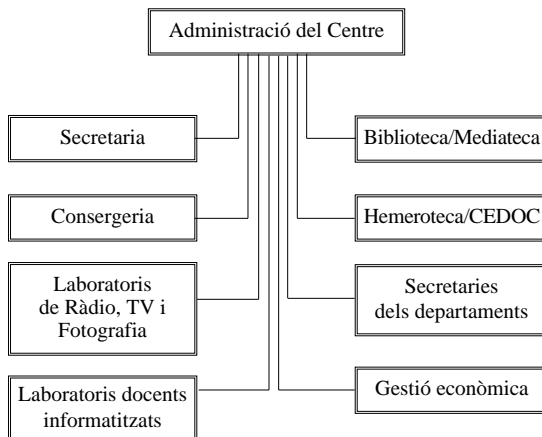 Administració del Centre
Secretaria
Biblioteca/Mediateca
Consergeria
Hemeroteca/CEDOC
Laboratoris
de Ràdio, TV i
Fotografia
Secretaries
dels departaments
Laboratoris docents
informatitzats
Gestió econòmica